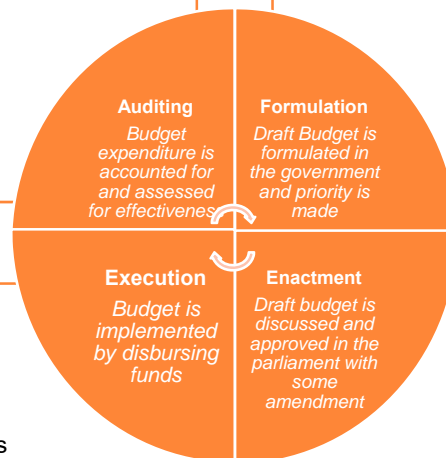 Auditing
Budget
expenditure is
accounted for
and assessed
for effectivenes
Formulation
Draft Budget is
formulated in
the government
and priority is
made
Execution
Budget is
implemented
by disbursing
funds
Enactment
Draft budget is
discussed and
approved in the
parliament with
some
amendment
s